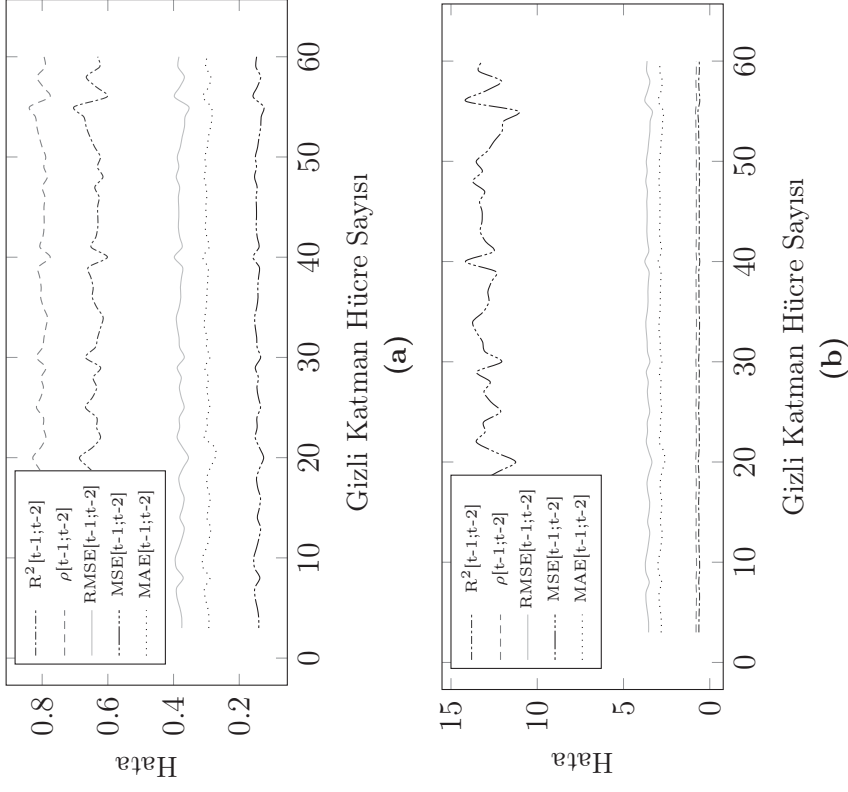 0.8
0.6
0.4
0.2
Hata
R²[t-1;t-2]
ρ[t-1;t-2]
RMSE[t-1;t-2]
MSE[t-1;t-2]
MAE[t-1;t-2]
0 10 20 30 40 50 60
Gizli Katman Hücre Sayısı
(a)
15
10
5
0
Hata
R²[t-1;t-2]
ρ[t-1;t-2]
RMSE[t-1;t-2]
MSE[t-1;t-2]
MAE[t-1;t-2]
0 10 20 30 40 50 60
Gizli Katman Hücre Sayısı
(b)